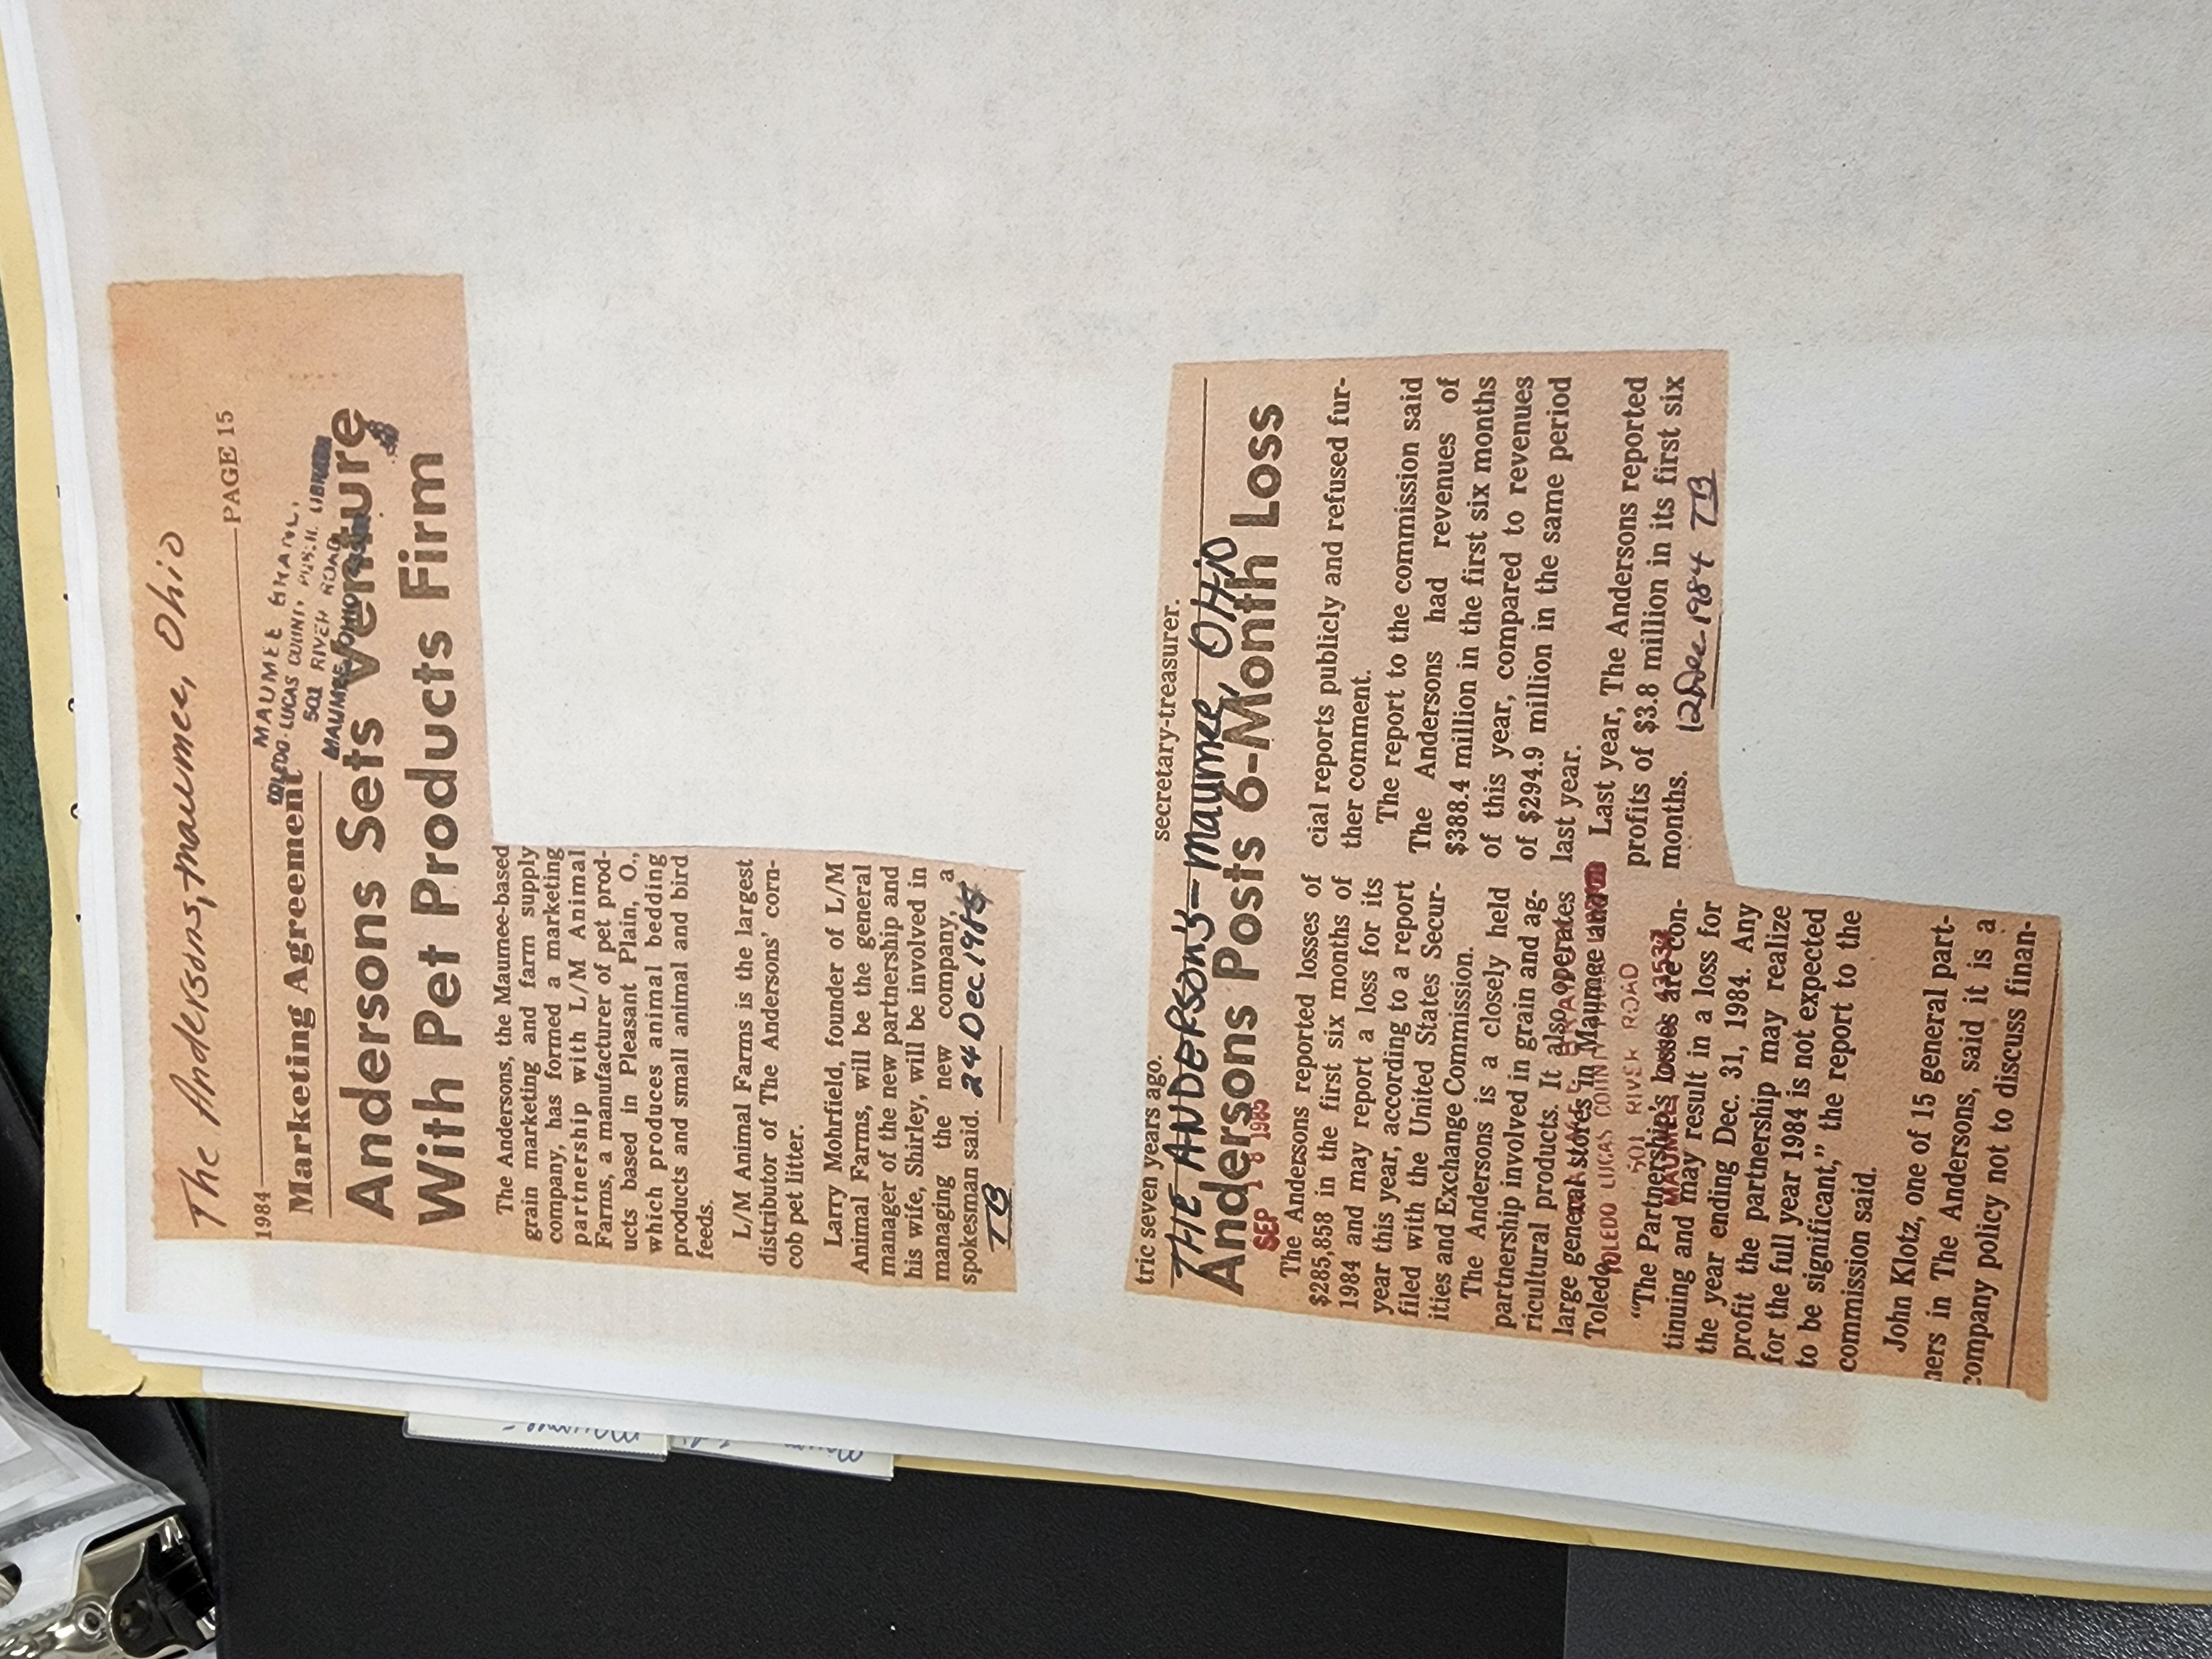 The Andersons, Maumee, Ohio
1984 PAGE 15
MAUMEE BRANCH
TOLEDO-LUCAS COUNTY PUBLIC LIBRARY
501 RIVER ROAD
MAUMEE, OHIO
Marketing Agreement
Andersons Sets Venture
With Pet Products Firm
The Andersons, the Maumee-based
grain marketing and farm supply
company, has formed a marketing
partnership with L/M Animal
Farms, a manufacturer of pet prod-
ucts based in Pleasant Plain, O.,
which produces animal bedding
products and small animal and bird
feeds.
L/M Animal Farms is the largest
distributor of The Andersons' corn-
cob pet litter.
Larry Mohrfield, founder of L/M
Animal Farms, will be the general
manager of the new partnership and
his wife, Shirley, will be involved in
managing the new company, a
spokesman said. 24 Dec 1984
TB
tric seven years ago.
secretary-treasurer.
THE ANDERSON'S - Maumee, OHIO
Andersons Posts 6-Month Loss
SEP 1985
The Andersons reported losses of
$285,858 in the first six months of
1984 and may report a loss for its
year this year, according to a report
filed with the United States Secur-
ities and Exchange Commission.
The Andersons is a closely held
partnership involved in grain and ag-
ricultural products. It also operates
large general stores in Maumee and
Toledo.
TOLEDO LUCAS COUNTY
501 RIVER ROAD
MAUMEE
"The Partnership's losses are con-
tinuing and may result in a loss for
the year ending Dec. 31, 1984. Any
profit the partnership may realize
for the full year 1984 is not expected
to be significant," the report to the
commission said.
John Klotz, one of 15 general part-
ners in The Andersons, said it is a
company policy not to discuss finan-
cial reports publicly and refused fur-
ther comment.
The report to the commission said
The Andersons had revenues of
$388.4 million in the first six months
of this year, compared to revenues
of $294.9 million in the same period
last year.
Last year, The Andersons reported
profits of $3.8 million in its first six
months.
12 Dec 1984 TB